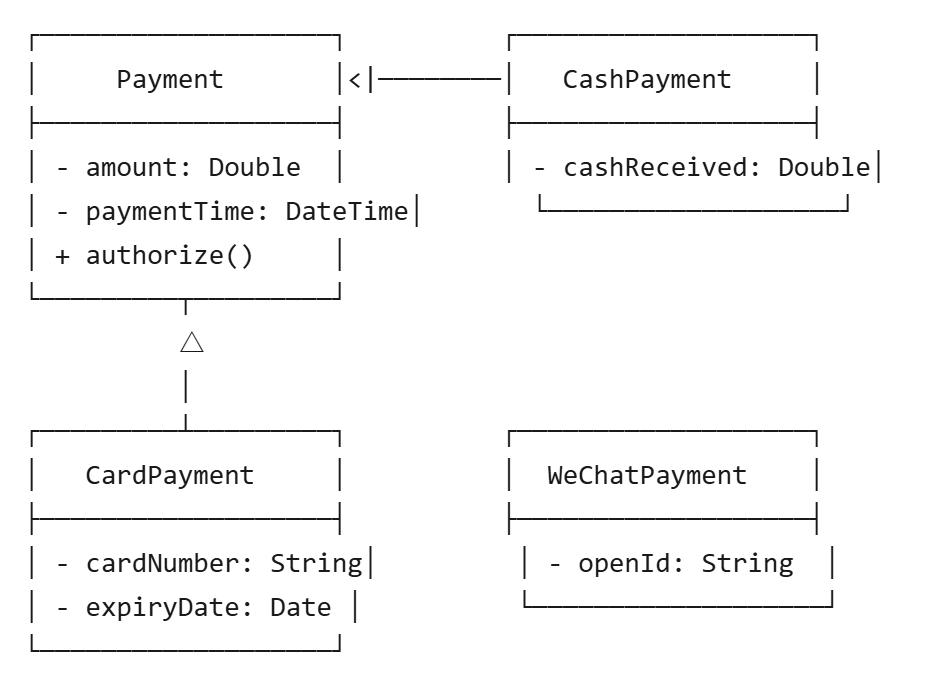 Payment
CashPayment
- amount: Double
- cashReceived: Double
- paymentTime: DateTime
+ authorize()
CardPayment
WeChatPayment
- cardNumber: String
- openId: String
- expiryDate: Date